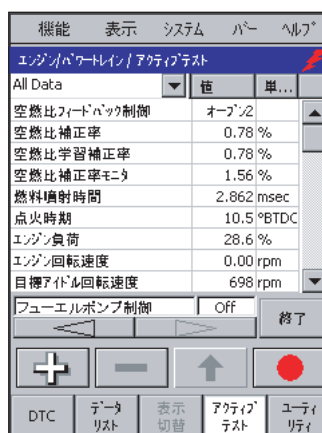 機能 表示 システム バー ヘルプ
エンジン/パワートレイン / アクティブテスト
All Data 値 単...
空燃比フィードバック制御 オープン2
空燃比補正率 0.78 %
空燃比学習補正率 0.78 %
空燃比補正率モニタ 1.56 %
燃料噴射時間 2.862 msec
点火時期 10.5 °BTDC
エンジン負荷 28.6 %
エンジン回転速度 0.00 rpm
目標アイドル回転速度 698 rpm
フューエルポンプ制御 Off
終了
DTC データリスト 表示切替 アクティブテスト ユーティリティ